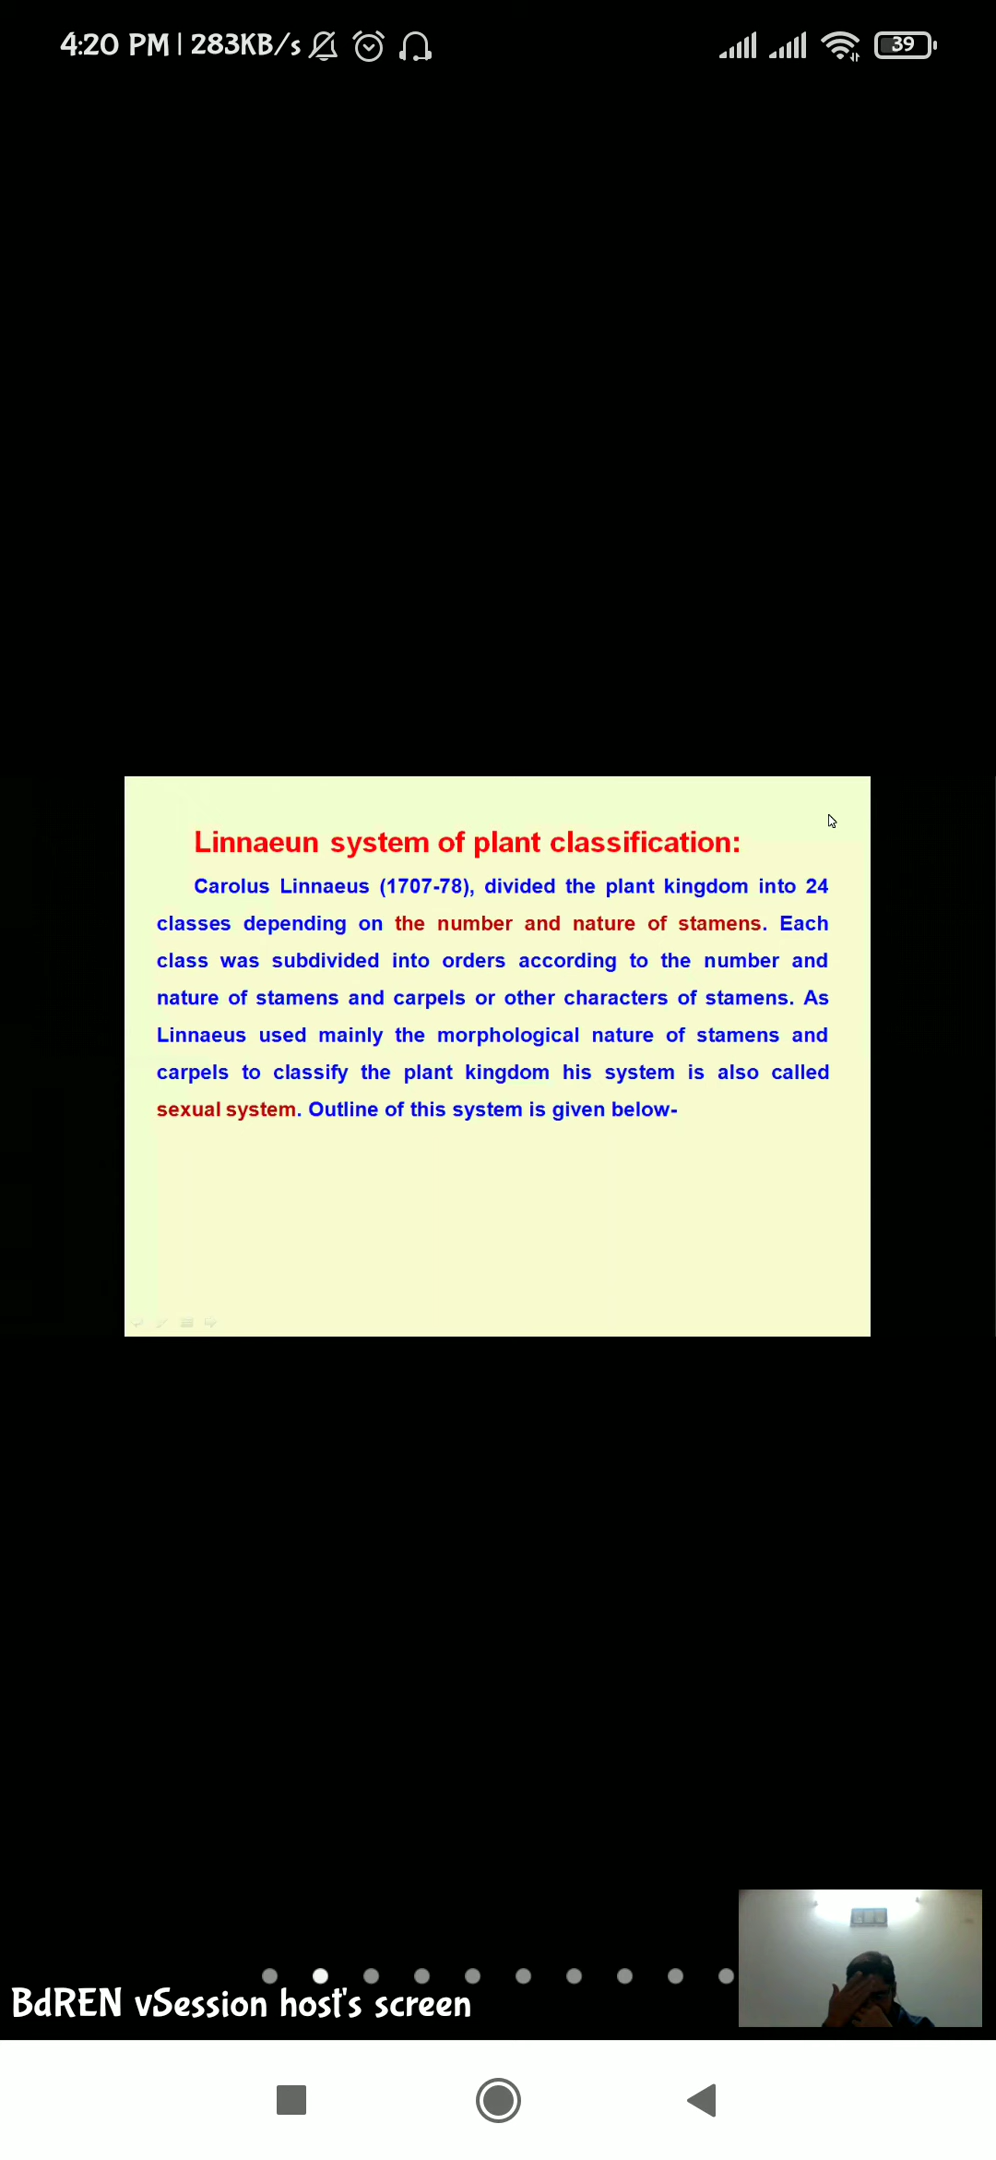 4:20 PM | 283KB/s
39
Linnaeun system of plant classification:
Carolus Linnaeus (1707-78), divided the plant kingdom into 24
classes depending on the number and nature of stamens. Each
class was subdivided into orders according to the number and
nature of stamens and carpels or other characters of stamens. As
Linnaeus used mainly the morphological nature of stamens and
carpels to classify the plant kingdom his system is also called
sexual system. Outline of this system is given below-
BdREN vSession host's screen